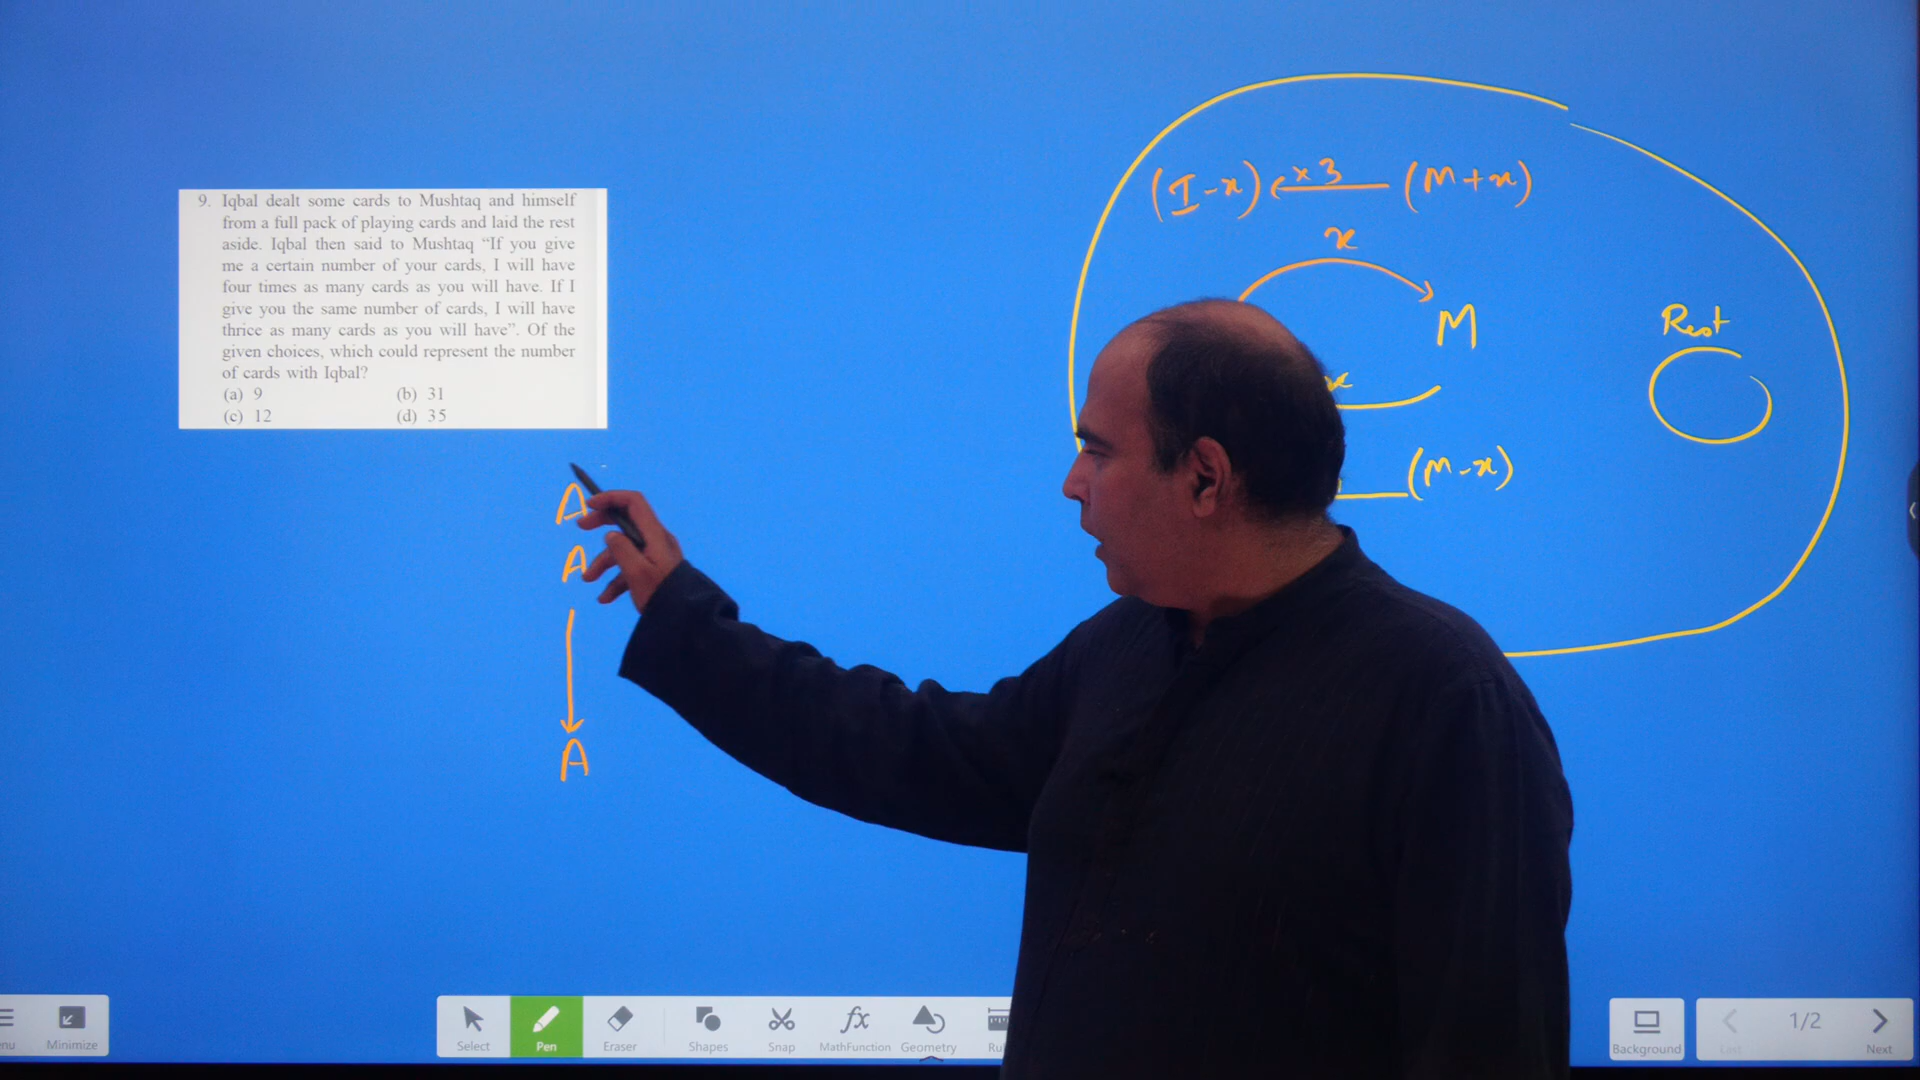 9. Iqbal dealt some cards to Mushtaq and himself
from a full pack of playing cards and laid the rest
aside. Iqbal then said to Mushtaq “If you give
me a certain number of your cards, I will have
four times as many cards as you will have. If I
give you the same number of cards, I will have
thrice as many cards as you will have”. Of the
given choices, which could represent the number
of cards with Iqbal?
(a) 9 (b) 31
(c) 12 (d) 35
(I-x) ×3 (M+x)
x
M
x
(M-x)
Rest
A
A
A
Minimize
Select
Pen
Eraser
Shapes
Snap
fx
MathFunction
Geometry
Background
1/2
Next